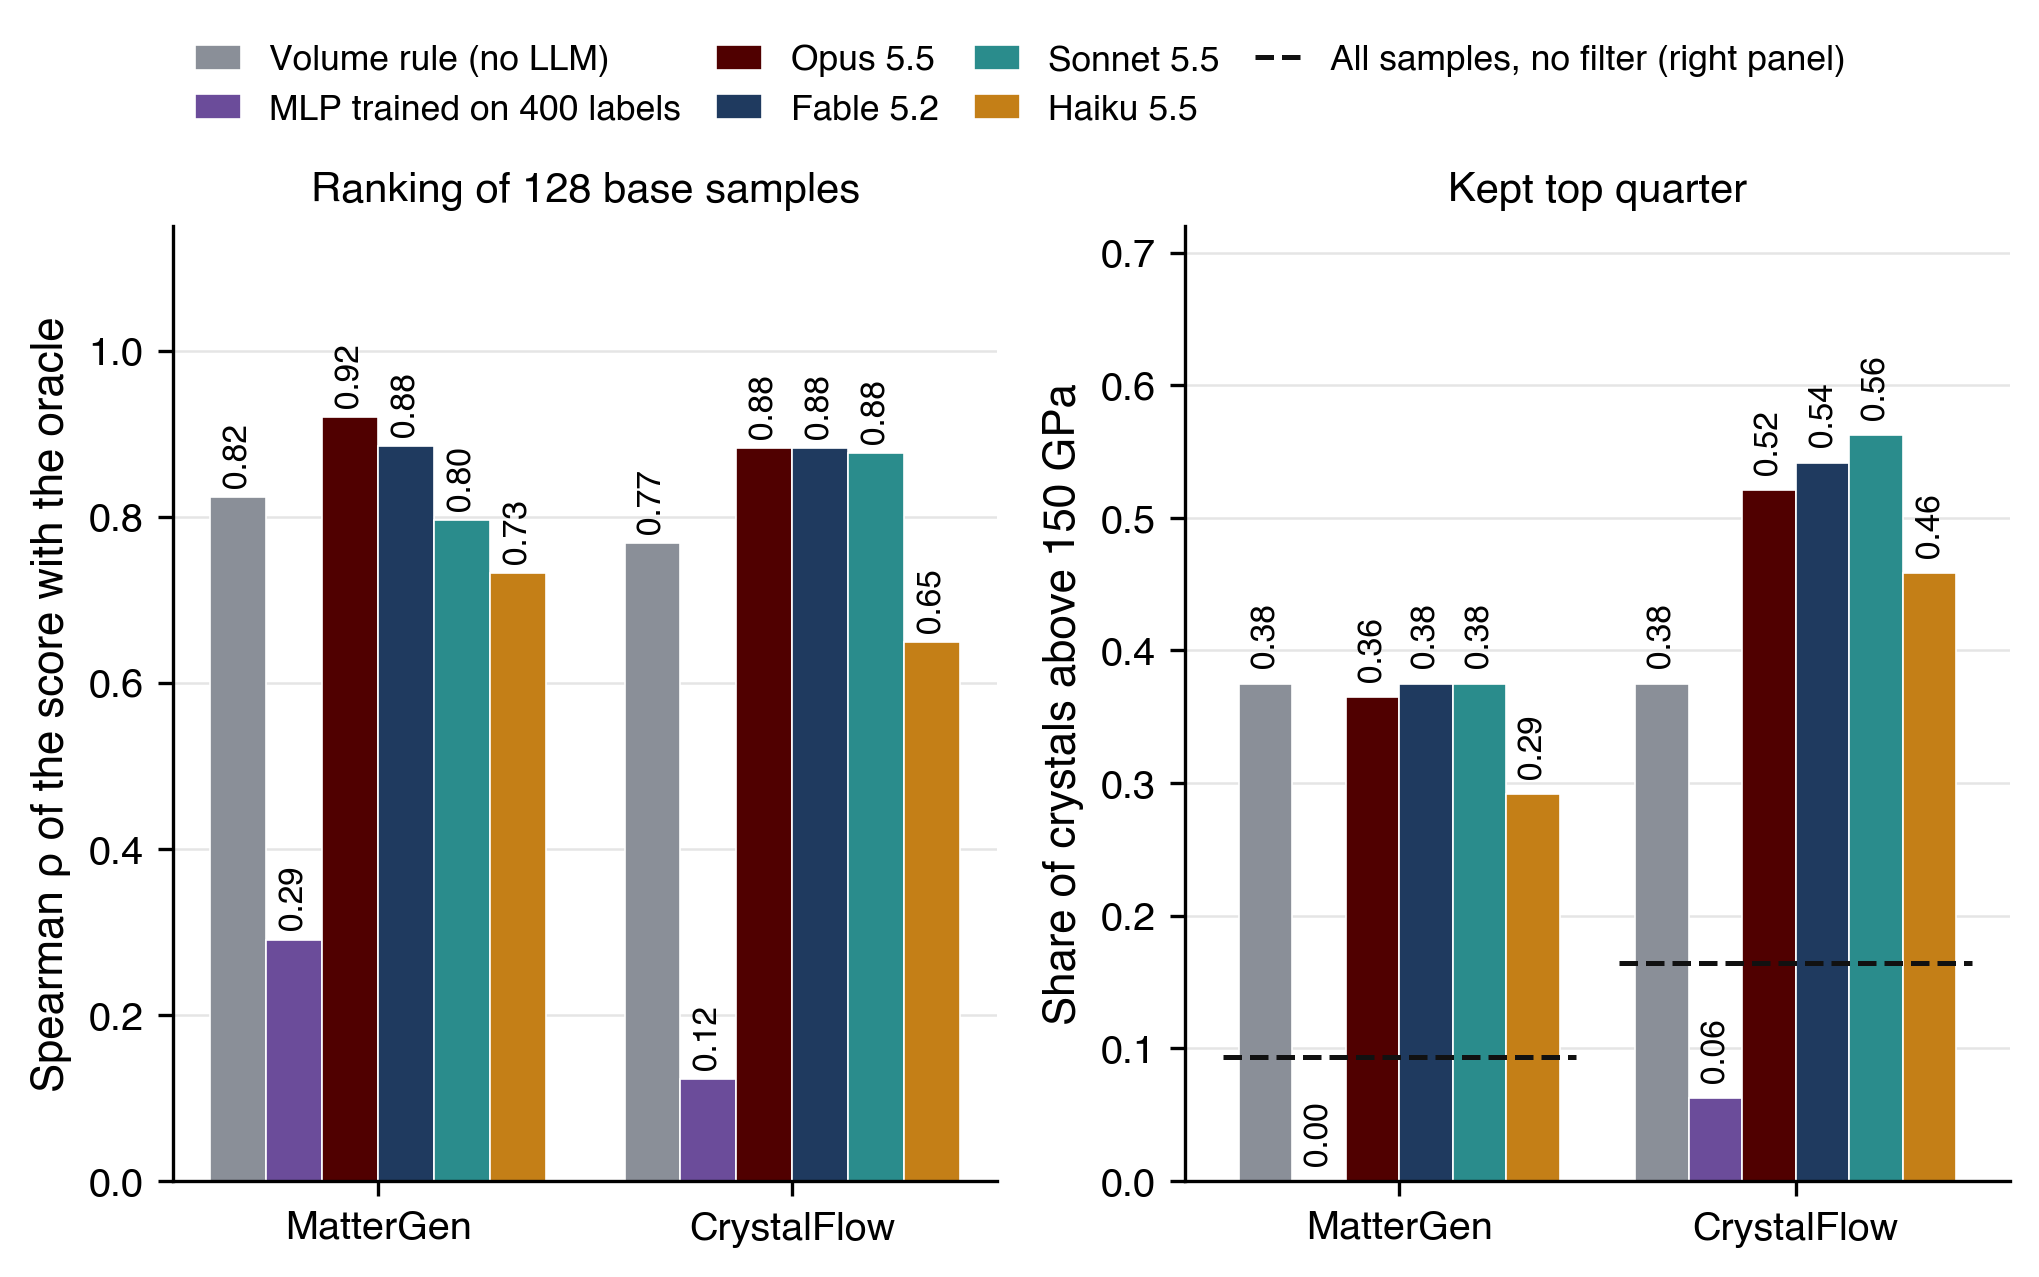 Volume rule (no LLM)
MLP trained on 400 labels
Opus 5.5
Fable 5.2
Sonnet 5.5
Haiku 5.5
All samples, no filter (right panel)
Ranking of 128 base samples
Spearman ρ of the score with the oracle
1.0
0.8
0.6
0.4
0.2
0.0
0.82
0.29
0.92
0.88
0.80
0.73
0.77
0.12
0.88
0.88
0.88
0.65
MatterGen
CrystalFlow
Kept top quarter
Share of crystals above 150 GPa
0.7
0.6
0.5
0.4
0.3
0.2
0.1
0.0
0.38
0.00
0.36
0.38
0.38
0.29
0.38
0.06
0.52
0.54
0.56
0.46
MatterGen
CrystalFlow